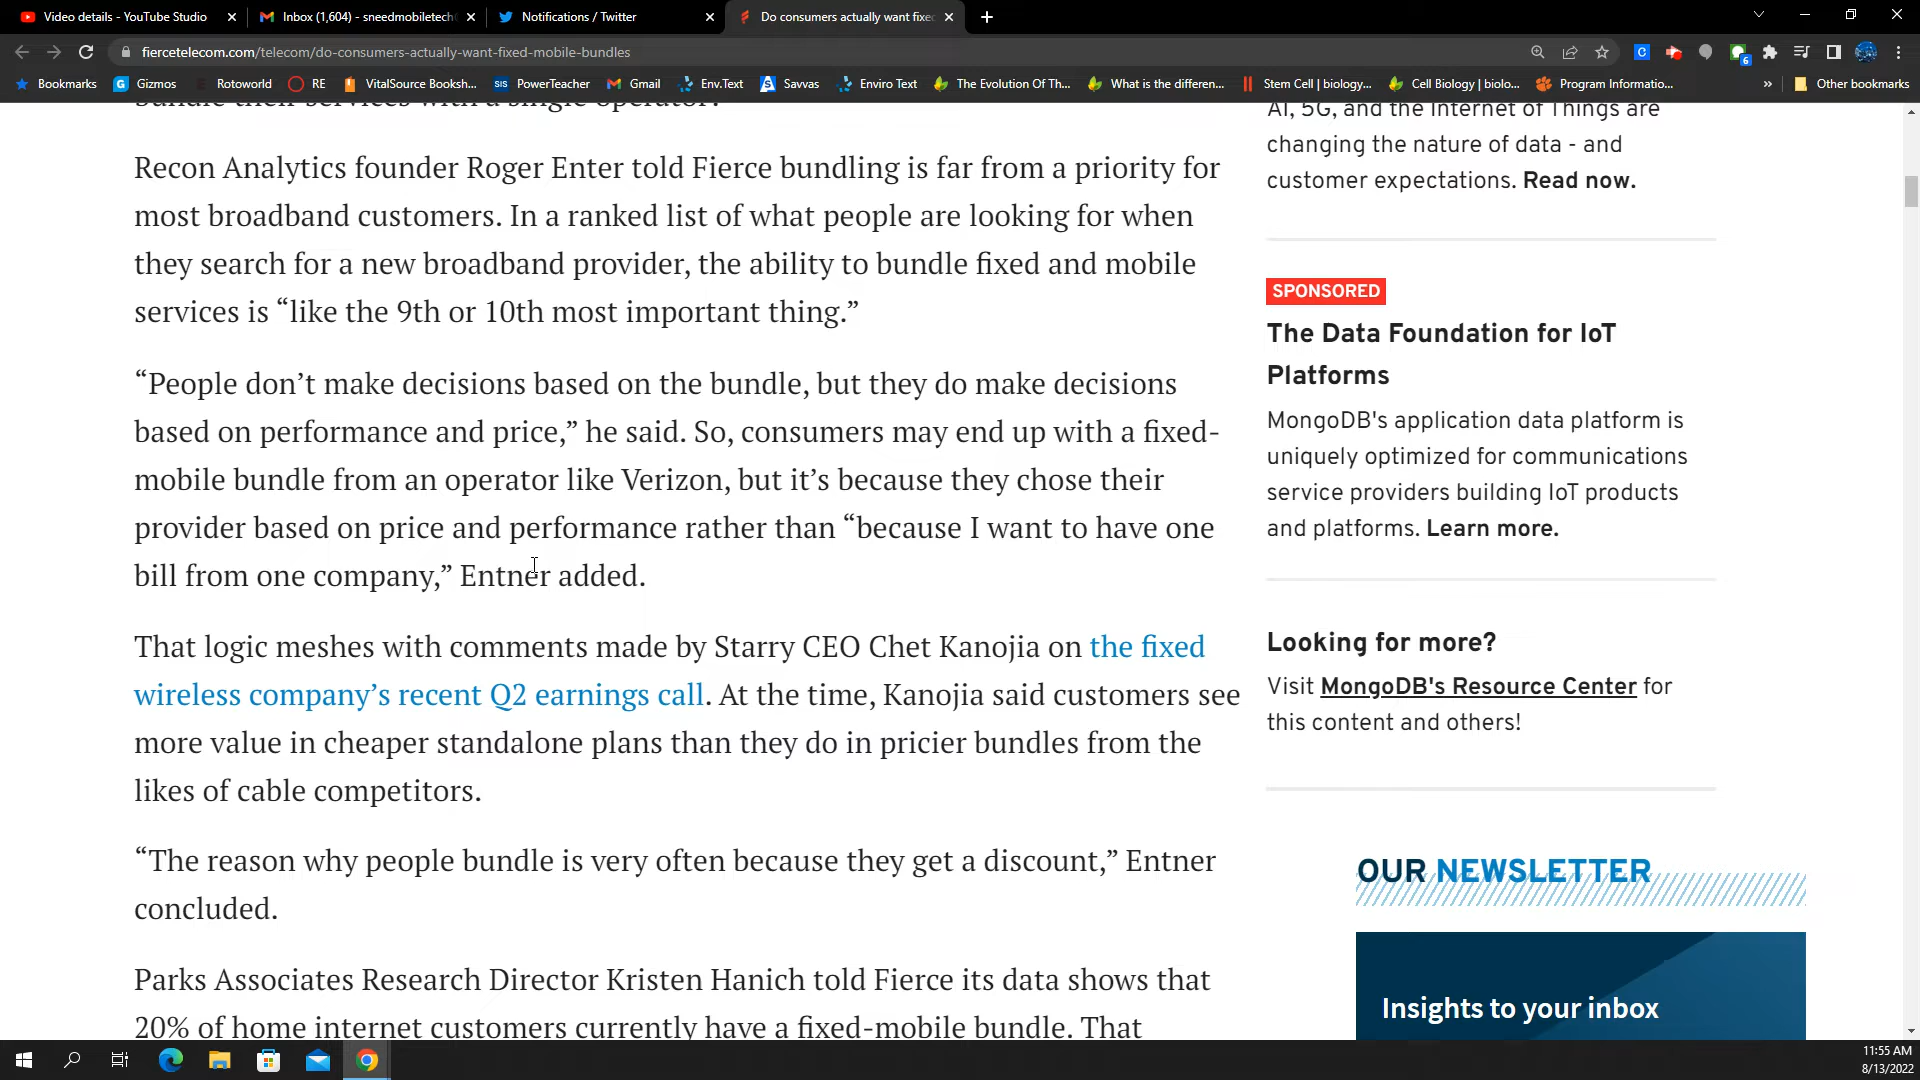 Video details - YouTube Studio
Inbox (1,604) - sneedmobiletech
Notifications / Twitter
Do consumers actually want fixe
fiercetelecom.com/telecom/do-consumers-actually-want-fixed-mobile-bundles
Bookmarks
Gizmos
Rotoworld
RE
VitalSource Booksh...
SIS
PowerTeacher
Gmail
Env.Text
Savvas
Enviro Text
The Evolution Of Th...
What is the differen...
Stem Cell | biology...
Cell Biology | biolo...
Program Informatio...
»
Other bookmarks
bundle their services with a single operator?
Recon Analytics founder Roger Enter told Fierce bundling is far from a priority for
most broadband customers. In a ranked list of what people are looking for when
they search for a new broadband provider, the ability to bundle fixed and mobile
services is “like the 9th or 10th most important thing.”
“People don’t make decisions based on the bundle, but they do make decisions
based on performance and price,” he said. So, consumers may end up with a fixed-
mobile bundle from an operator like Verizon, but it’s because they chose their
provider based on price and performance rather than “because I want to have one
bill from one company,” Entner added.
That logic meshes with comments made by Starry CEO Chet Kanojia on the fixed
wireless company’s recent Q2 earnings call. At the time, Kanojia said customers see
more value in cheaper standalone plans than they do in pricier bundles from the
likes of cable competitors.
“The reason why people bundle is very often because they get a discount,” Entner
concluded.
Parks Associates Research Director Kristen Hanich told Fierce its data shows that
20% of home internet customers currently have a fixed-mobile bundle. That
AI, 5G, and the Internet of Things are
changing the nature of data - and
customer expectations. Read now.
SPONSORED
The Data Foundation for IoT
Platforms
MongoDB's application data platform is
uniquely optimized for communications
service providers building IoT products
and platforms. Learn more.
Looking for more?
Visit MongoDB's Resource Center for
this content and others!
OUR NEWSLETTER
Insights to your inbox
11:55 AM
8/13/2022